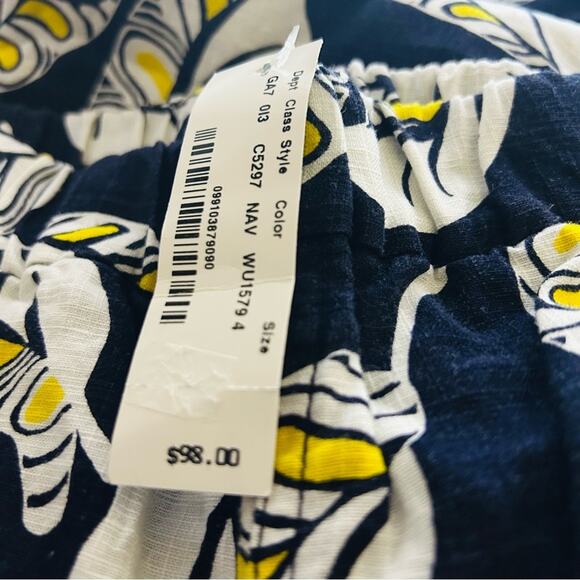 Dept Class Style Color Size
GA7 013 C5297 NAV WU1579 4
099103879090
$98.00